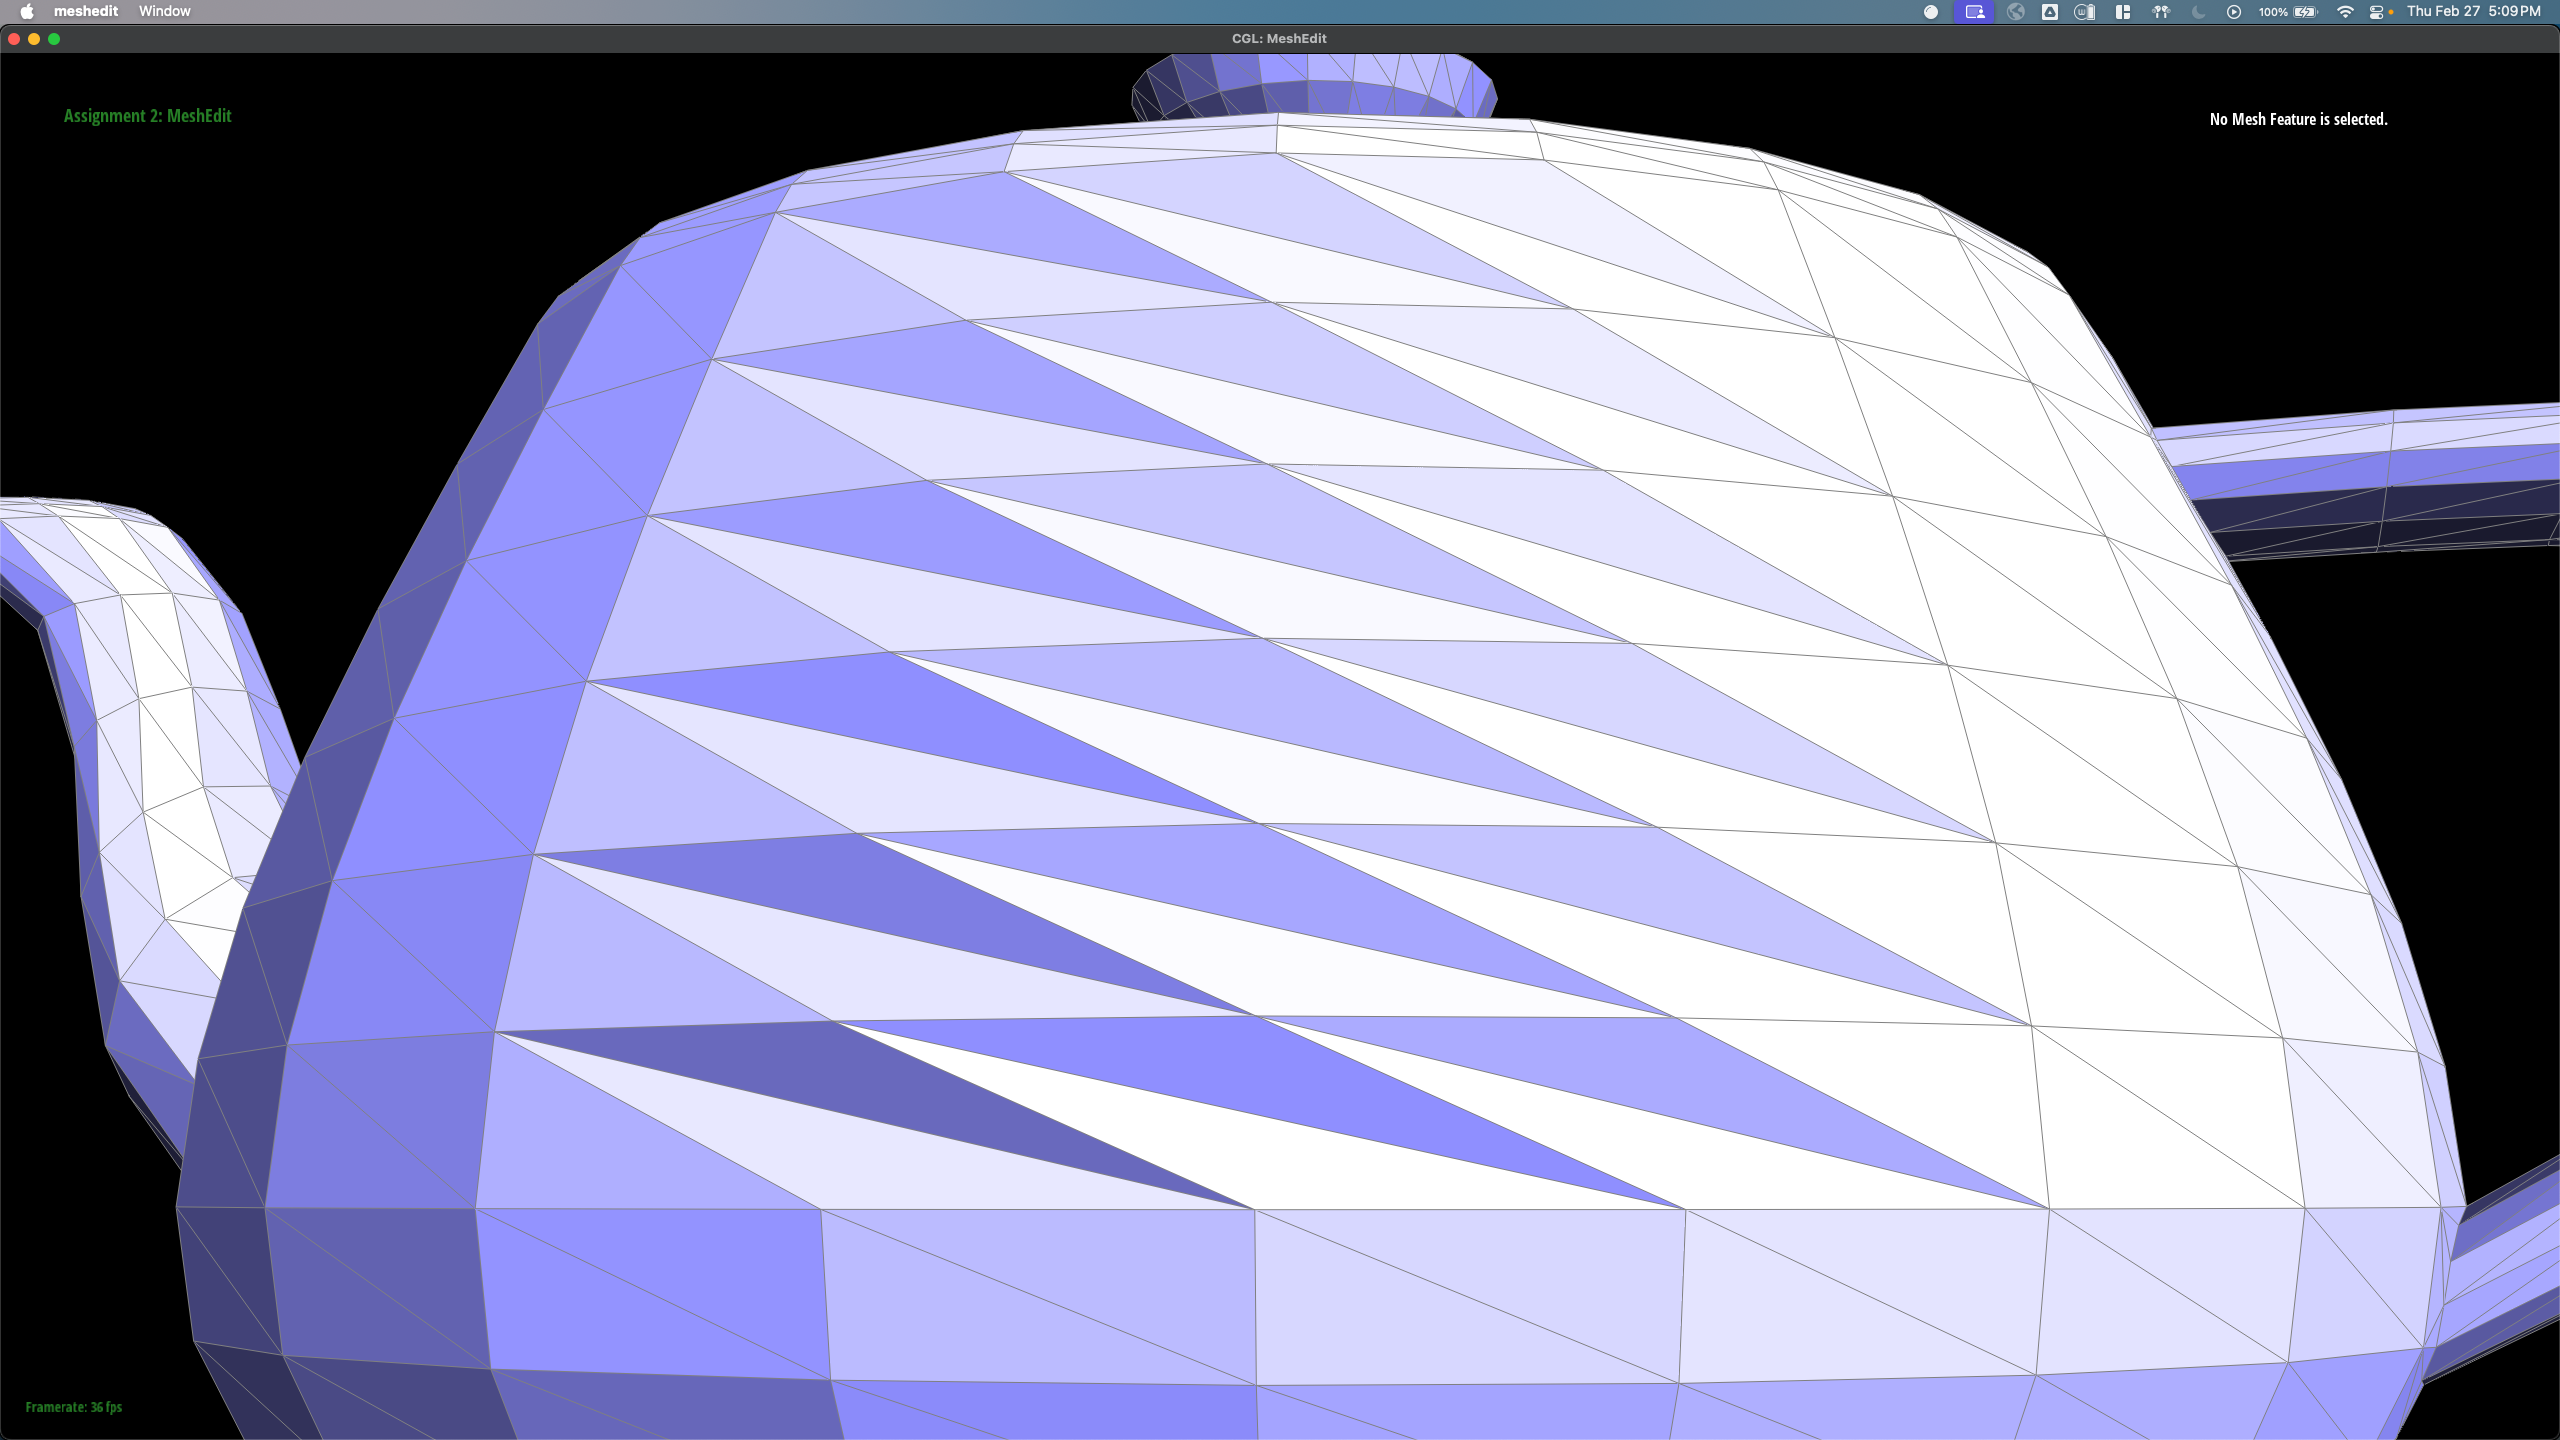 meshedit Window 100% Thu Feb 27 5:09 PM
CGL: MeshEdit
Assignment 2: MeshEdit
No Mesh Feature is selected.
Framerate: 36 fps